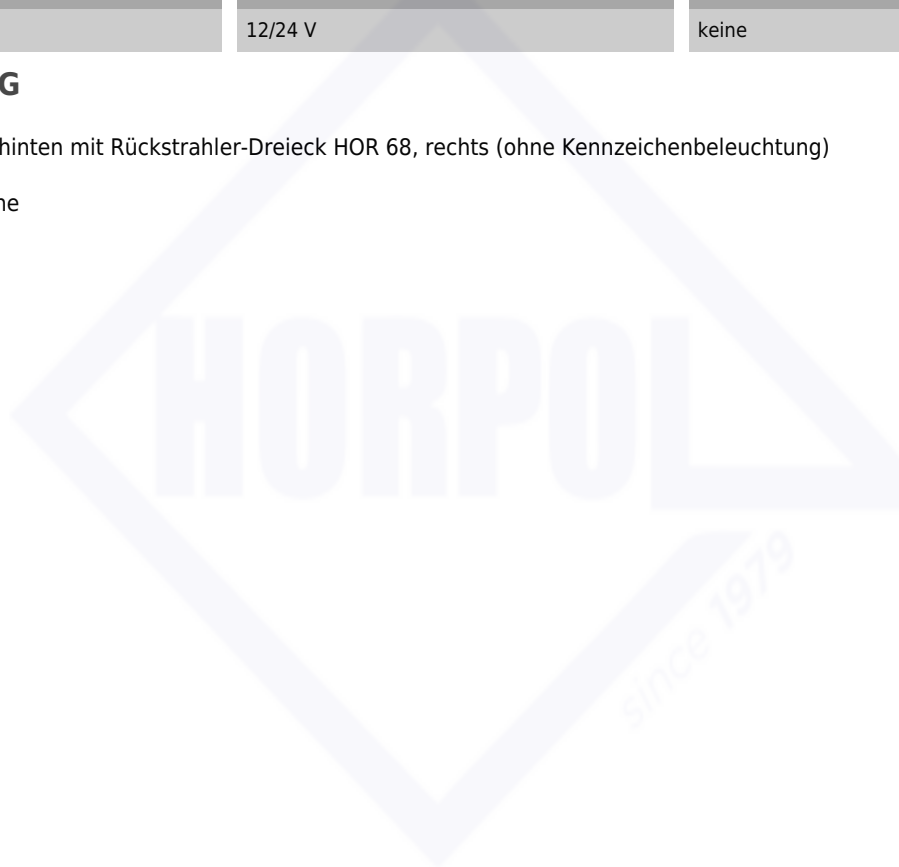 12/24 V keine
G
hinten mit Rückstrahler-Dreieck HOR 68, rechts (ohne Kennzeichenbeleuchtung)
ne
HORPOL
since 1979